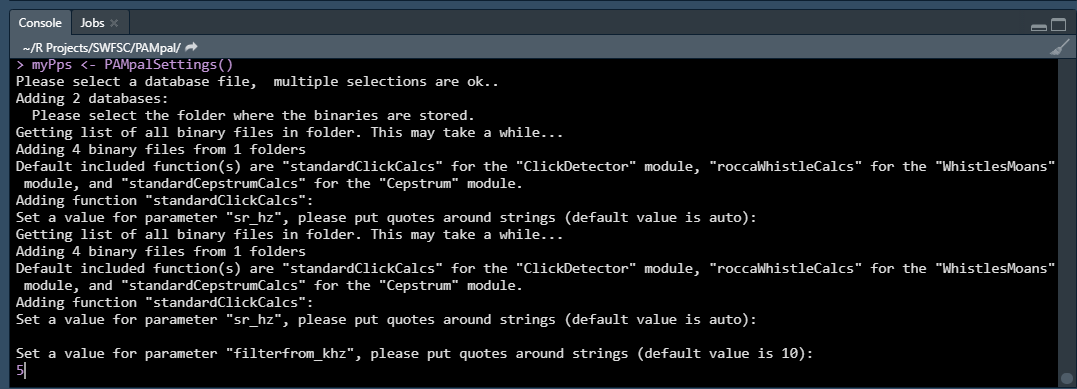 Console Jobs
~/R Projects/SWFSC/PAMpal/
> myPps <- PAMpalSettings()
Please select a database file,  multiple selections are ok..
Adding 2 databases:
  Please select the folder where the binaries are stored.
Getting list of all binary files in folder. This may take a while...
Adding 4 binary files from 1 folders
Default included function(s) are "standardClickCalcs" for the "ClickDetector" module, "roccaWhistleCalcs" for the "WhistlesMoans"
 module, and "standardCepstrumCalcs" for the "Cepstrum" module.
Adding function "standardClickCalcs":
Set a value for parameter "sr_hz", please put quotes around strings (default value is auto):
Getting list of all binary files in folder. This may take a while...
Adding 4 binary files from 1 folders
Default included function(s) are "standardClickCalcs" for the "ClickDetector" module, "roccaWhistleCalcs" for the "WhistlesMoans"
 module, and "standardCepstrumCalcs" for the "Cepstrum" module.
Adding function "standardClickCalcs":
Set a value for parameter "sr_hz", please put quotes around strings (default value is auto):
Set a value for parameter "filterfrom_khz", please put quotes around strings (default value is 10):
5